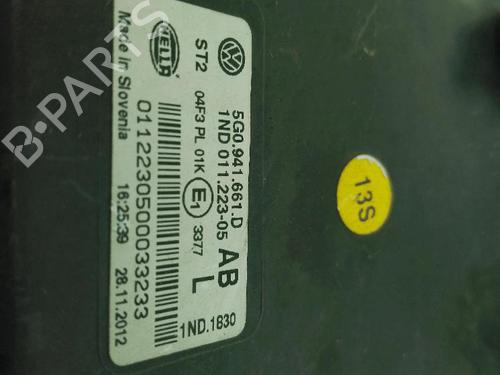 5G0.941.661.D
1ND 011.223-05 AB
ST2 04F3 PL 01K E1 3377 L
1ND.1830
HELLA
0112230500033233
Made in Slovenia 16:25:39 28.11.2012
13S
B-PARTS